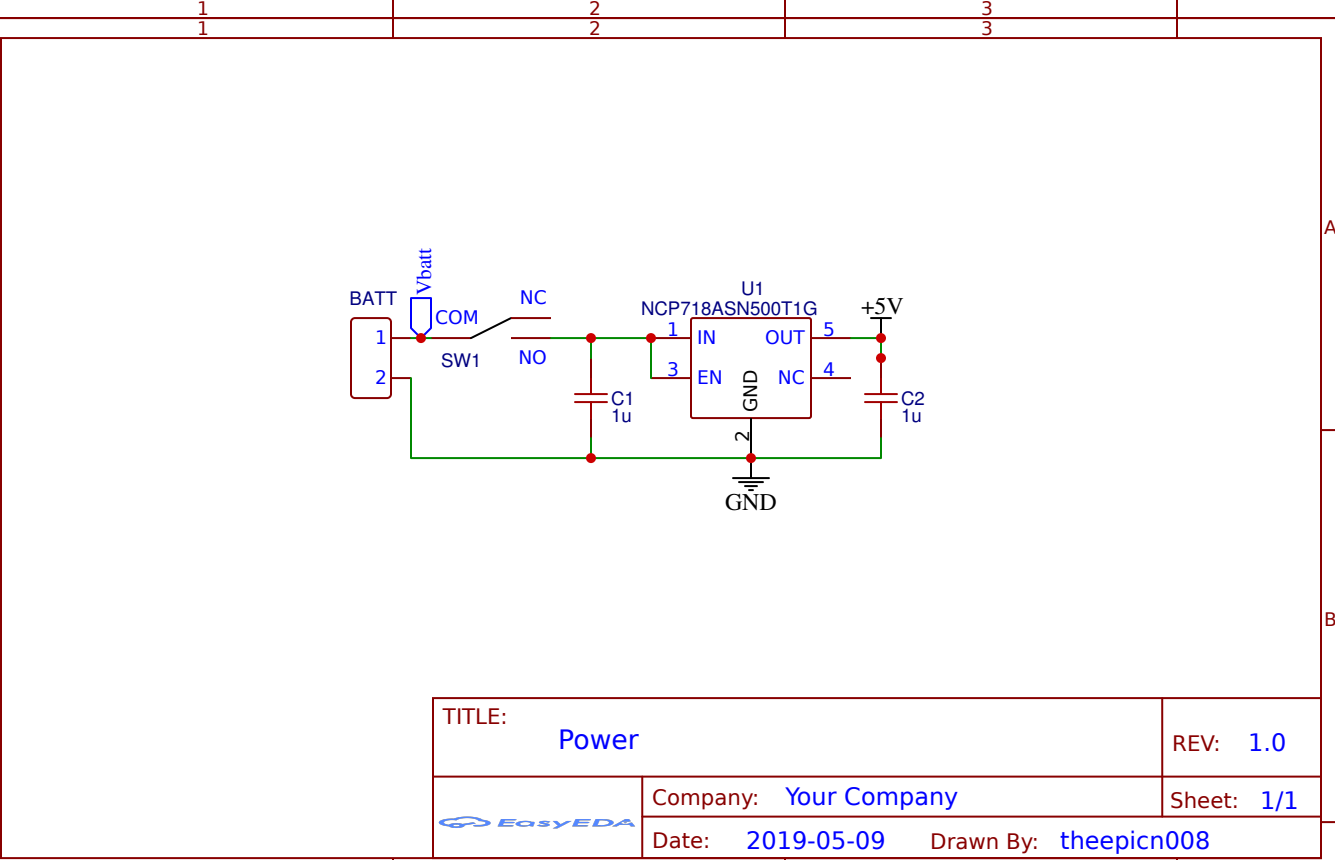 1 2 3
1 2 3
A
B
Vbatt
BATT
COM
NC
1
2
SW1
NO
C1
1u
U1
NCP718ASN500T1G
1 IN
3 EN
OUT 5
NC 4
GND
2
+5V
C2
1u
GND
TITLE:
Power
REV: 1.0
EasyEDA
Company: Your Company
Sheet: 1/1
Date: 2019-05-09 Drawn By: theepicn008